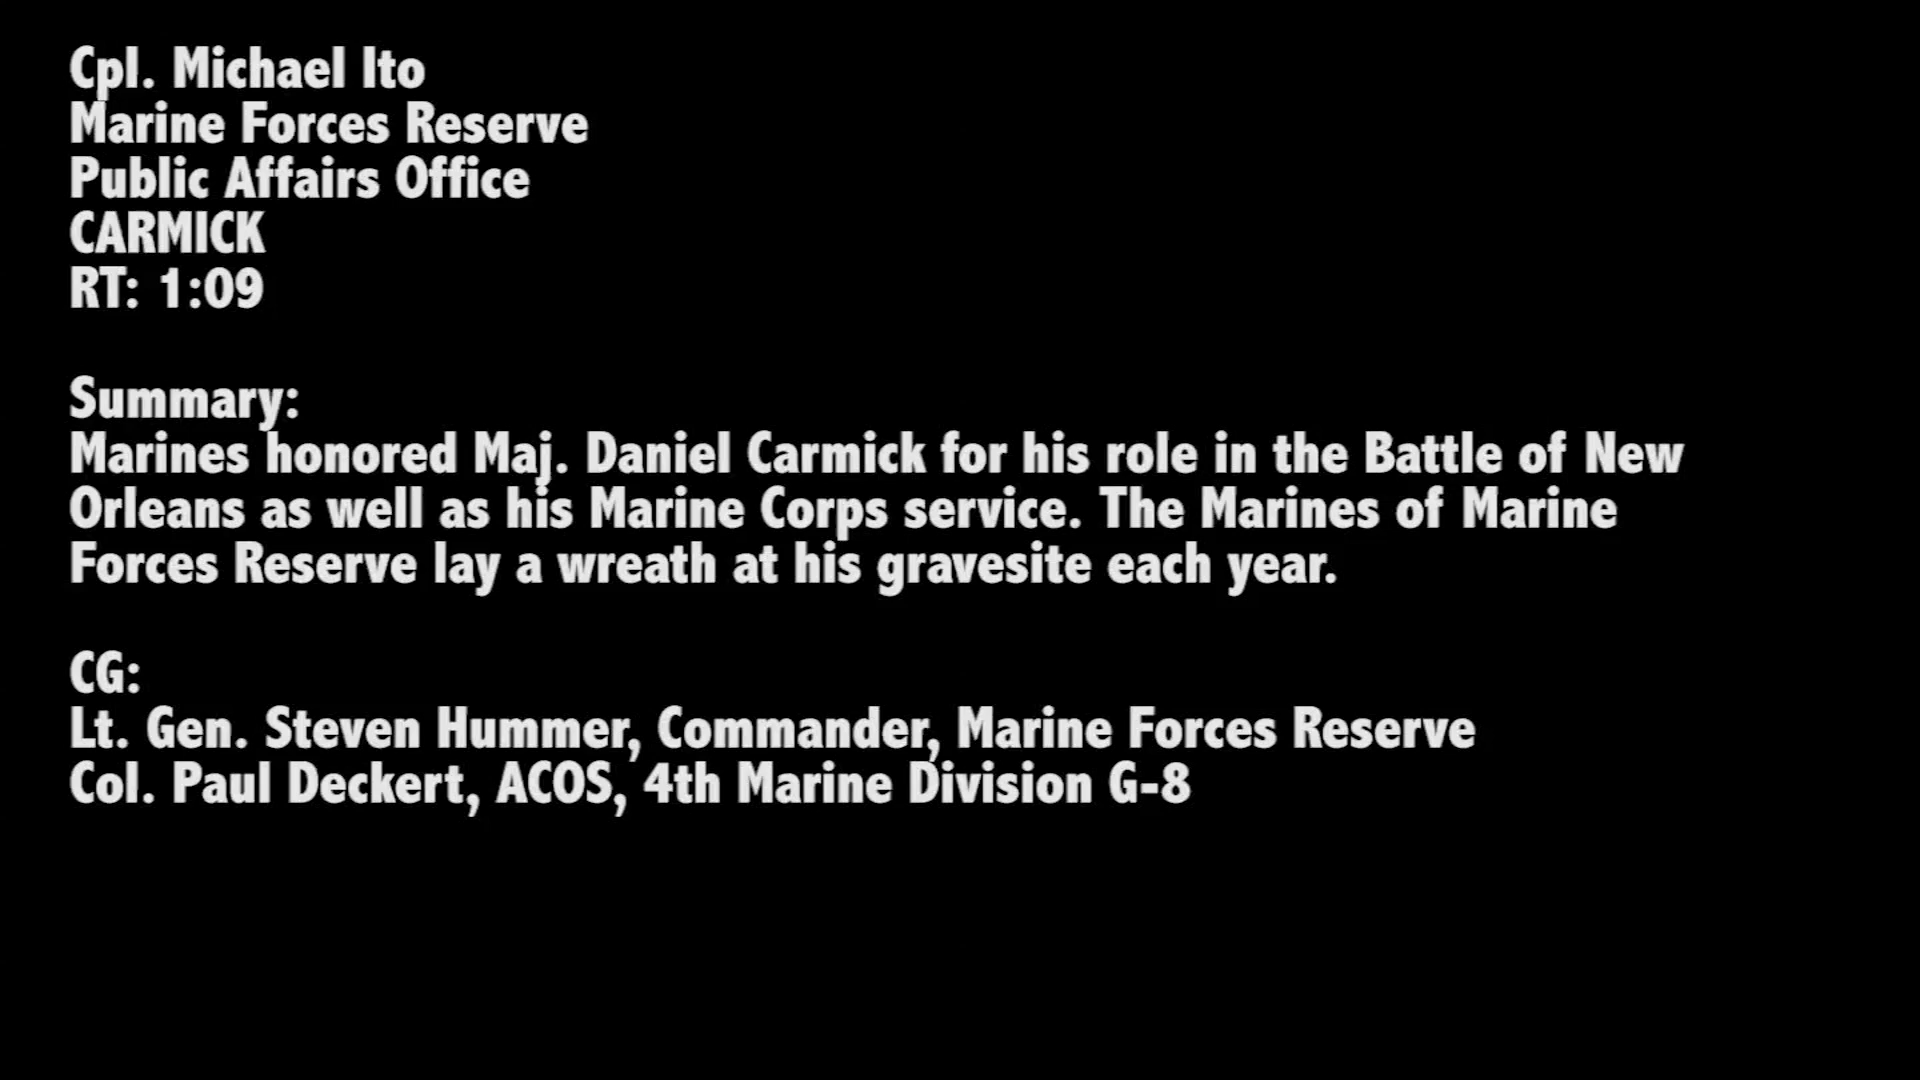 Cpl. Michael Ito
Marine Forces Reserve
Public Affairs Office
CARMICK
RT: 1:09
Summary:
Marines honored Maj. Daniel Carmick for his role in the Battle of New
Orleans as well as his Marine Corps service. The Marines of Marine
Forces Reserve lay a wreath at his gravesite each year.
CG:
Lt. Gen. Steven Hummer, Commander, Marine Forces Reserve
Col. Paul Deckert, ACOS, 4th Marine Division G-8